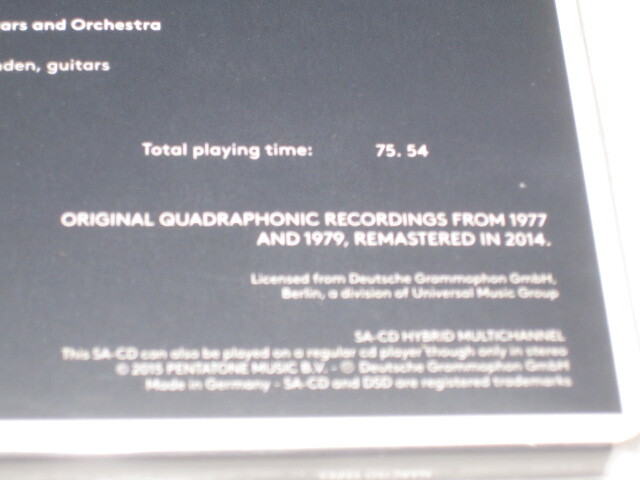 ars and Orchestra
den, guitars
Total playing time: 75. 54
ORIGINAL QUADRAPHONIC RECORDINGS FROM 1977
AND 1979, REMASTERED IN 2014.
Licensed from Deutsche Grammophon GmbH,
Berlin, a division of Universal Music Group
SA-CD HYBRID MULTICHANNEL
This SA-CD can also be played on a regular cd player though only in stereo
© 2015 PENTATONE MUSIC B.V. - ℗ Deutsche Grammophon GmbH
Made in Germany - SA-CD and DSD are registered trademarks